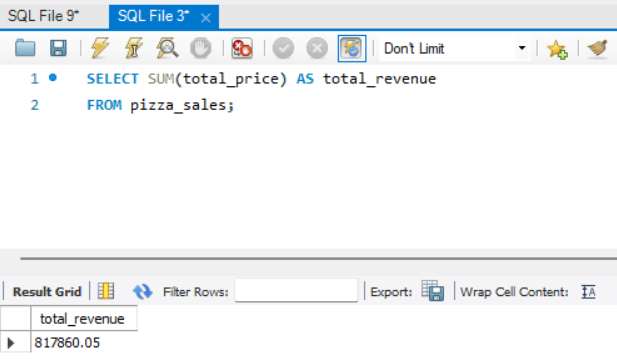 SQL File 9* SQL File 3*
Don't Limit
1 SELECT SUM(total_price) AS total_revenue
2 FROM pizza_sales;
Result Grid Filter Rows: Export: Wrap Cell Content:
total_revenue
817860.05